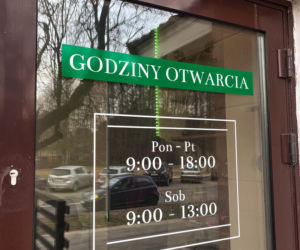 GODZINY OTWARCIA
Pon - Pt
9:00 - 18:00
Sob
9:00 - 13:00